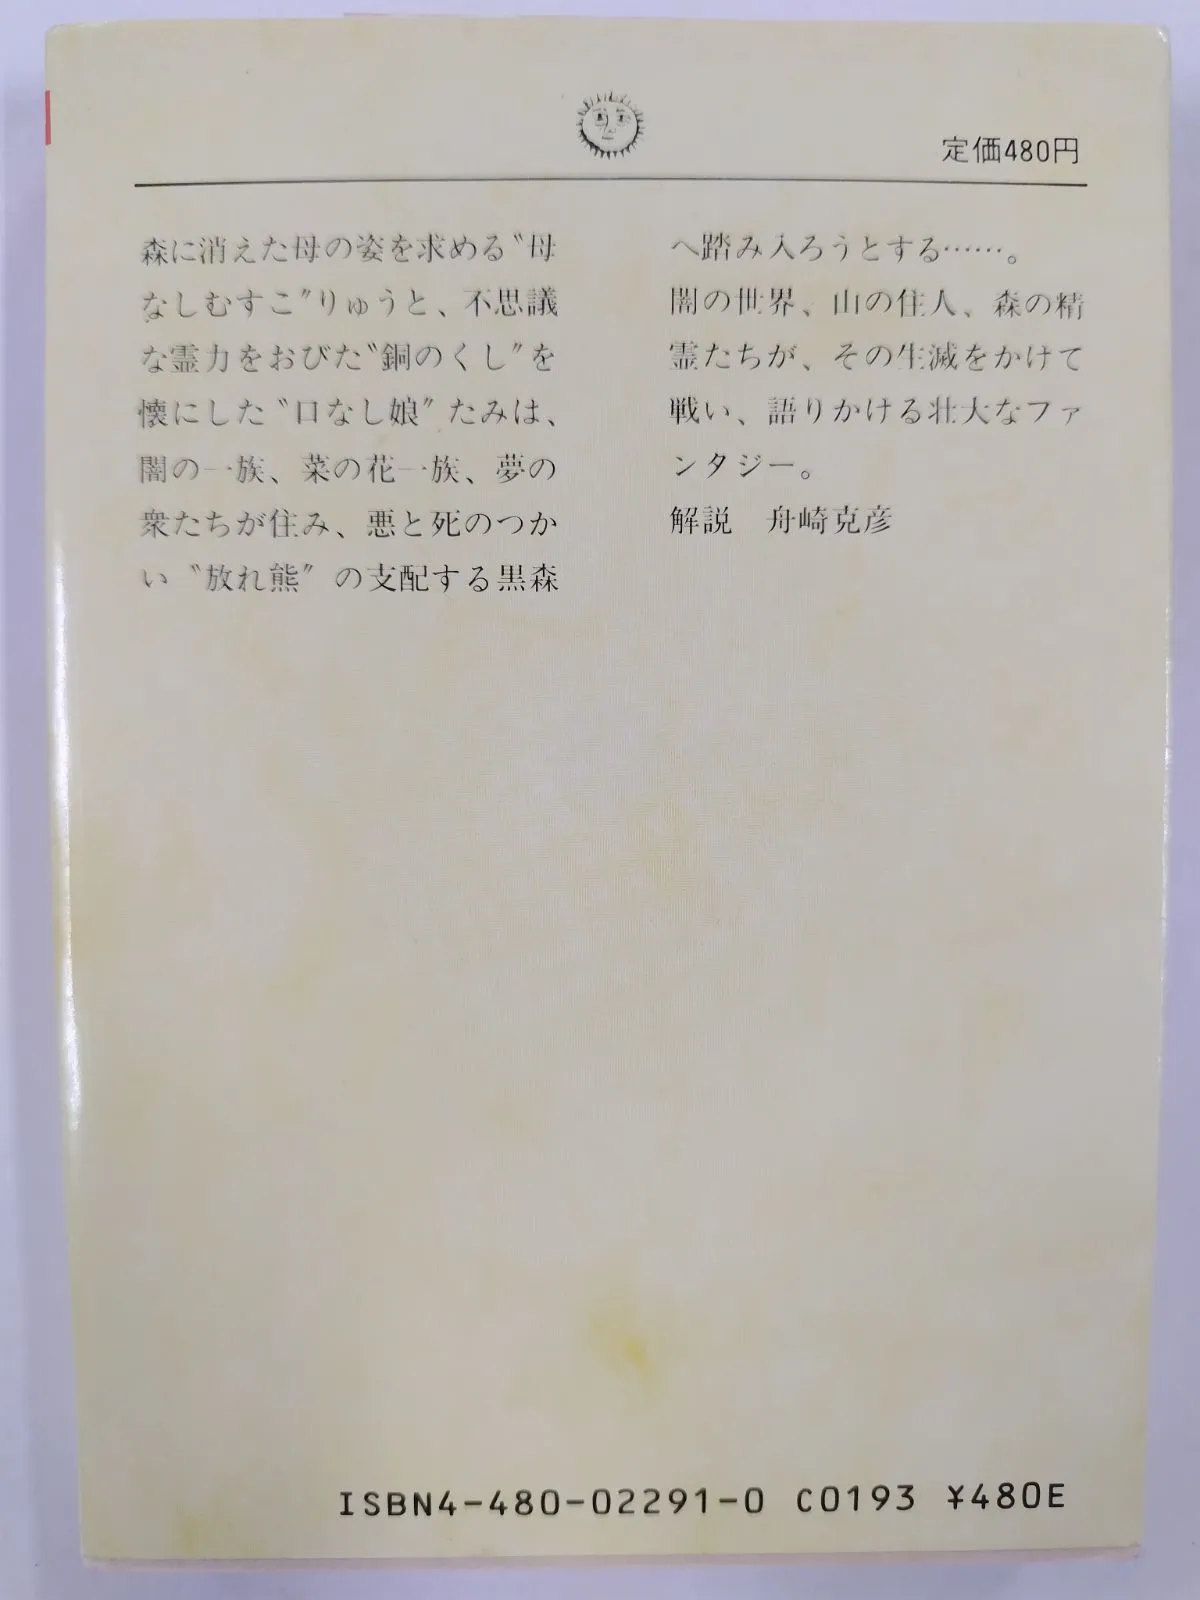 定価480円
森に消えた母の姿を求める〝母
なしむすこ〟りゅうと、不思議
な霊力をおびた〝銅のくし〟を
懐にした〝口なし娘〟たみは、
闇の一族、菜の花一族、夢の
衆たちが住み、悪と死のつか
い〝放れ熊〟の支配する黒森
へ踏み入ろうとする……。
闇の世界、山の住人、森の精
霊たちが、その生滅をかけて
戦い、語りかける壮大なファ
ンタジー。
解説　舟崎克彦
ISBN4-480-02291-0 C0193 ¥480E